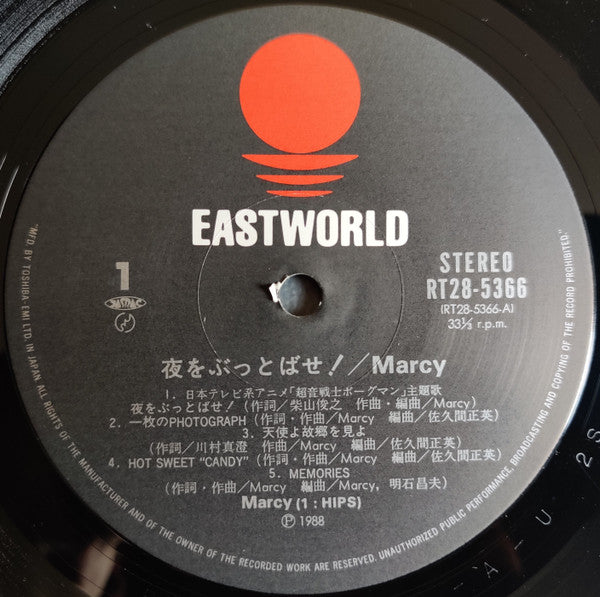 EASTWORLD
1
STEREO
RT28-5366
(RT28-5366-A)
33⅓ r.p.m.
夜をぶっとばせ!/Marcy
1. 日本テレビ系アニメ「超音戦士ボーグマン」主題歌
夜をぶっとばせ!(作詞/柴山俊之 作曲・編曲/Marcy)
2. 一枚のPHOTOGRAPH(作詞・作曲/Marcy 編曲/佐久間正英)
3. 天使よ故郷を見よ
(作詞/川村真澄 作曲/Marcy 編曲/佐久間正英)
4. HOT SWEET "CANDY"(作詞・作曲/Marcy 編曲/佐久間正英)
5. MEMORIES
(作詞・作曲/Marcy 編曲/Marcy, 明石昌夫)
Marcy (1 : HIPS)
Ⓟ 1988
"MFD. BY TOSHIBA EMI LTD. IN JAPAN ALL RIGHTS OF THE MANUFACTURER AND OF THE OWNER OF THE RECORDED WORK ARE RESERVED. UNAUTHORIZED PUBLIC PERFORMANCE, BROADCASTING AND COPYING OF THE RECORD PROHIBITED."